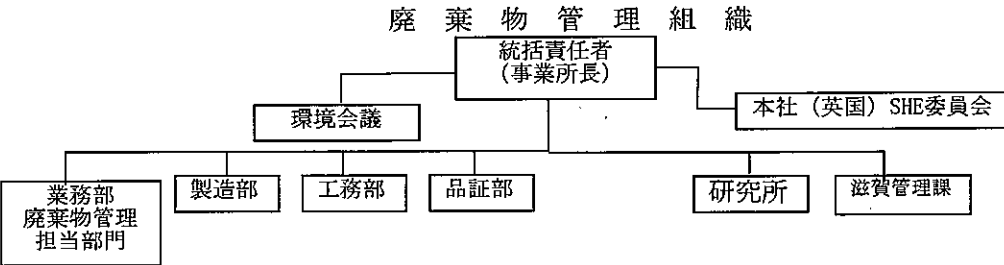 廃棄物管理組織
統括責任者
(事業所長)
環境会議
本社(英国)SHE委員会
業務部
廃棄物管理
担当部門
製造部
工務部
品証部
研究所
滋賀管理課